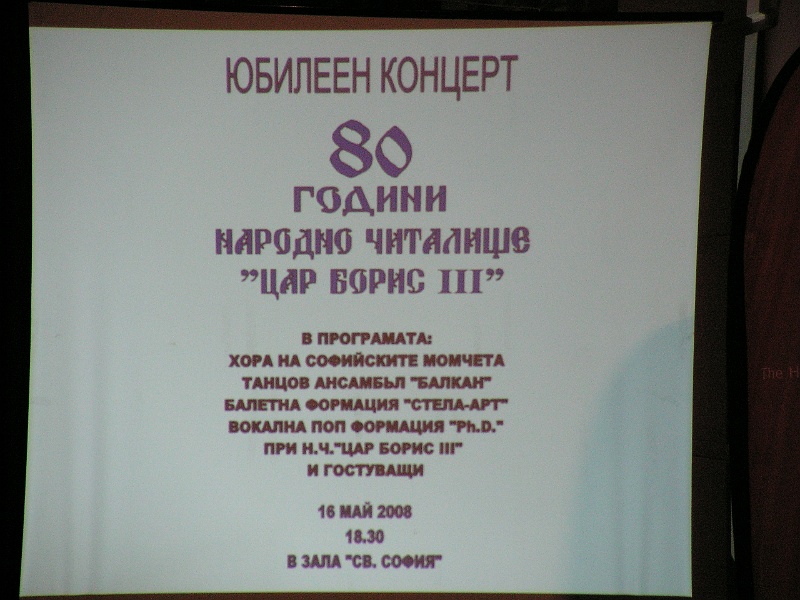 ЮБИЛЕЕН КОНЦЕРТ
80
ГОДИНИ
НАРОДНО ЧИТАЛИЩЕ
"ЦАР БОРИС III"
В ПРОГРАМАТА:
ХОРА НА СОФИЙСКИТЕ МОМЧЕТА
ТАНЦОВ АНСАМБЪЛ "БАЛКАН"
БАЛЕТНА ФОРМАЦИЯ "СТЕЛА-АРТ"
ВОКАЛНА ПОП ФОРМАЦИЯ "Ph.D."
ПРИ Н.Ч."ЦАР БОРИС III"
И ГОСТУВАЩИ
16 МАЙ 2008
18.30
В ЗАЛА "СВ. СОФИЯ"
The